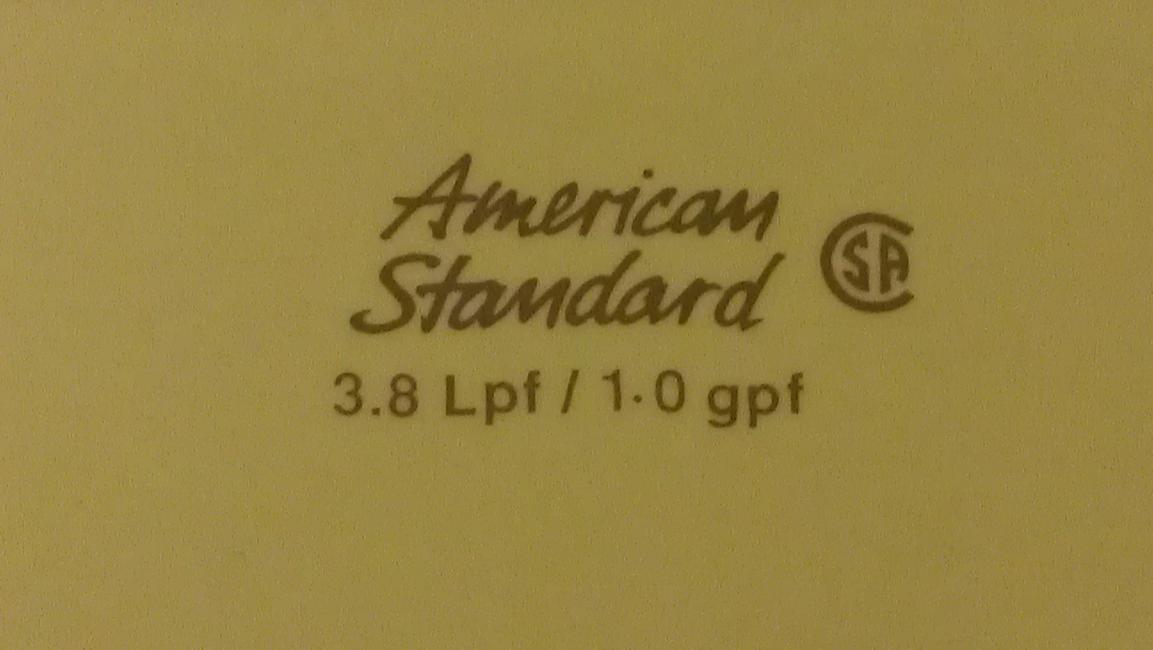 American
Standard
CSA
3.8 Lpf / 1.0 gpf